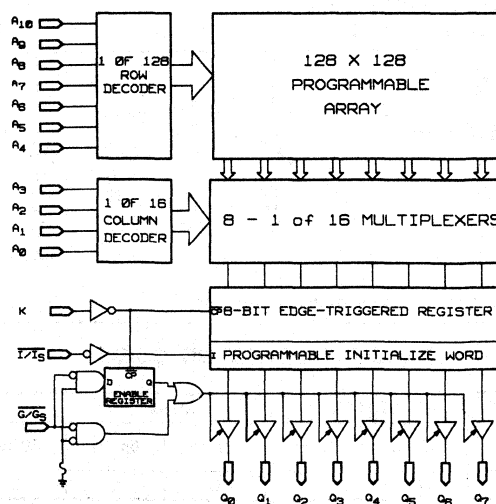 A10
A9
A8
A7
A6
A5
A4
1 OF 128
ROW
DECODER
128 X 128
PROGRAMMABLE
ARRAY
A3
A2
A1
A0
1 OF 16
COLUMN
DECODER
8 - 1 of 16 MULTIPLEXERS
K
CP
8-BIT EDGE-TRIGGERED REGISTER
I/IS
I
PROGRAMMABLE INITIALIZE WORD
CP
D
Q
ENABLE
REGISTER
G/GS
Q0
Q1
Q2
Q3
Q4
Q5
Q6
Q7